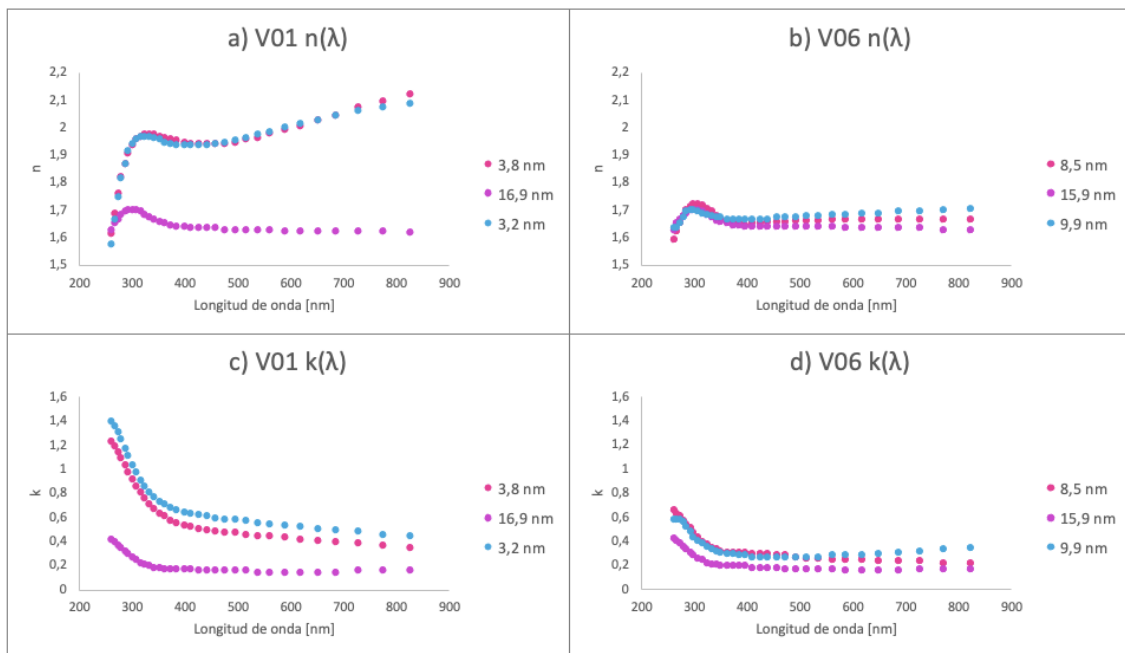 a) V01 n(λ)
2,2
2,1
2
1,9
1,8
1,7
1,6
1,5
n
200 300 400 500 600 700 800 900
Longitud de onda [nm]
3,8 nm
16,9 nm
3,2 nm
b) V06 n(λ)
2,2
2,1
2
1,9
1,8
1,7
1,6
1,5
n
200 300 400 500 600 700 800 900
Longitud de onda [nm]
8,5 nm
15,9 nm
9,9 nm
c) V01 k(λ)
1,6
1,4
1,2
1
0,8
0,6
0,4
0,2
0
k
200 300 400 500 600 700 800 900
Longitud de onda [nm]
3,8 nm
16,9 nm
3,2 nm
d) V06 k(λ)
1,6
1,4
1,2
1
0,8
0,6
0,4
0,2
0
k
200 300 400 500 600 700 800 900
Longitud de onda [nm]
8,5 nm
15,9 nm
9,9 nm